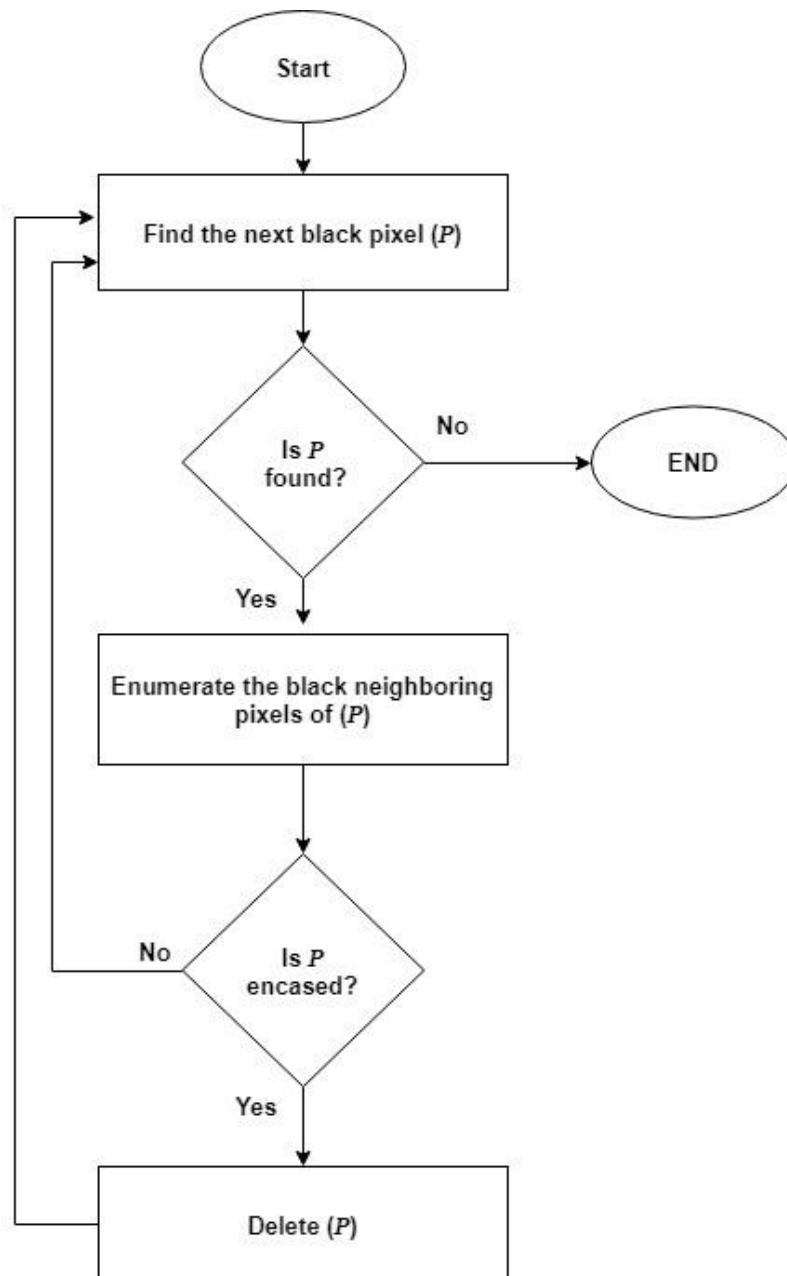 Start
Find the next black pixel (P)
Is P
found?
No
END
Yes
Enumerate the black neighboring
pixels of (P)
No
Is P
encased?
Yes
Delete (P)